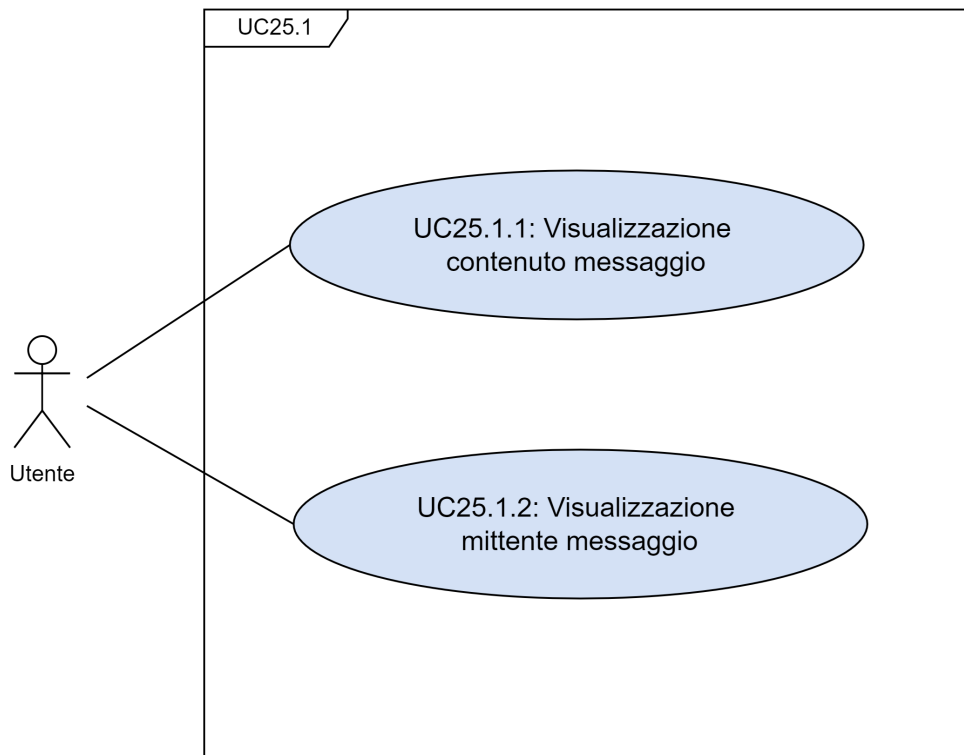 UC25.1
UC25.1.1: Visualizzazione
contenuto messaggio
Utente
UC25.1.2: Visualizzazione
mittente messaggio